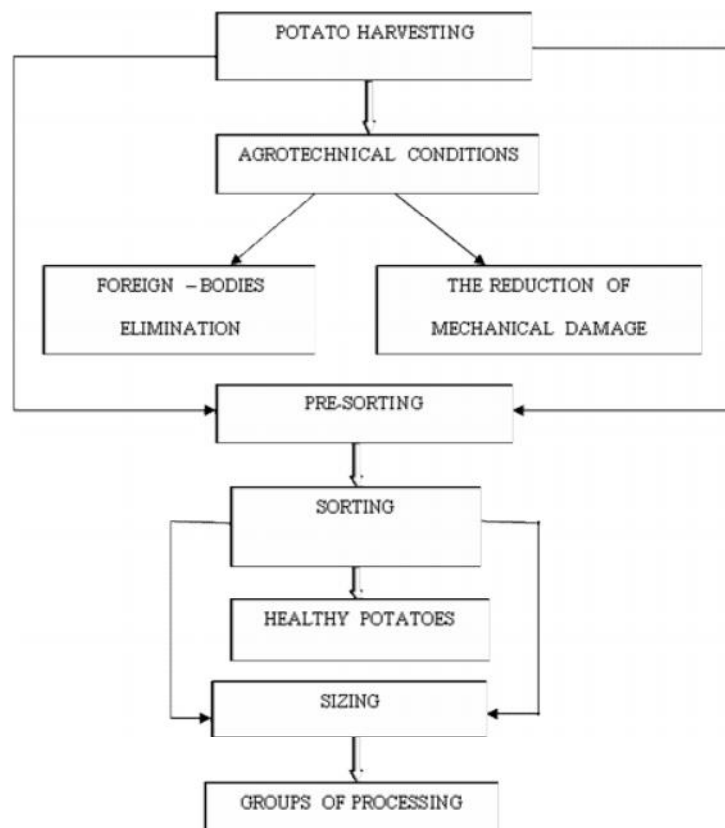 POTATO HARVESTING
AGROTECHNICAL CONDITIONS
FOREIGN – BODIES
ELIMINATION
THE REDUCTION OF
MECHANICAL DAMAGE
PRE-SORTING
SORTING
HEALTHY POTATOES
SIZING
GROUPS OF PROCESSING